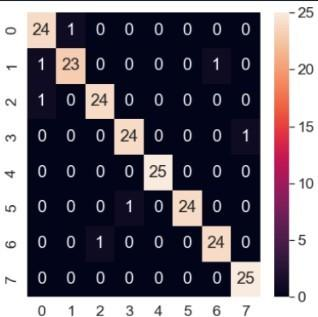 0 24 1 0 0 0 0 0 0
1 1 23 0 0 0 0 1 0
2 1 0 24 0 0 0 0 0
3 0 0 0 24 0 0 0 1
4 0 0 0 0 25 0 0 0
5 0 0 0 1 0 24 0 0
6 0 0 1 0 0 0 24 0
7 0 0 0 0 0 0 0 25
0 1 2 3 4 5 6 7
25
20
15
10
5
0